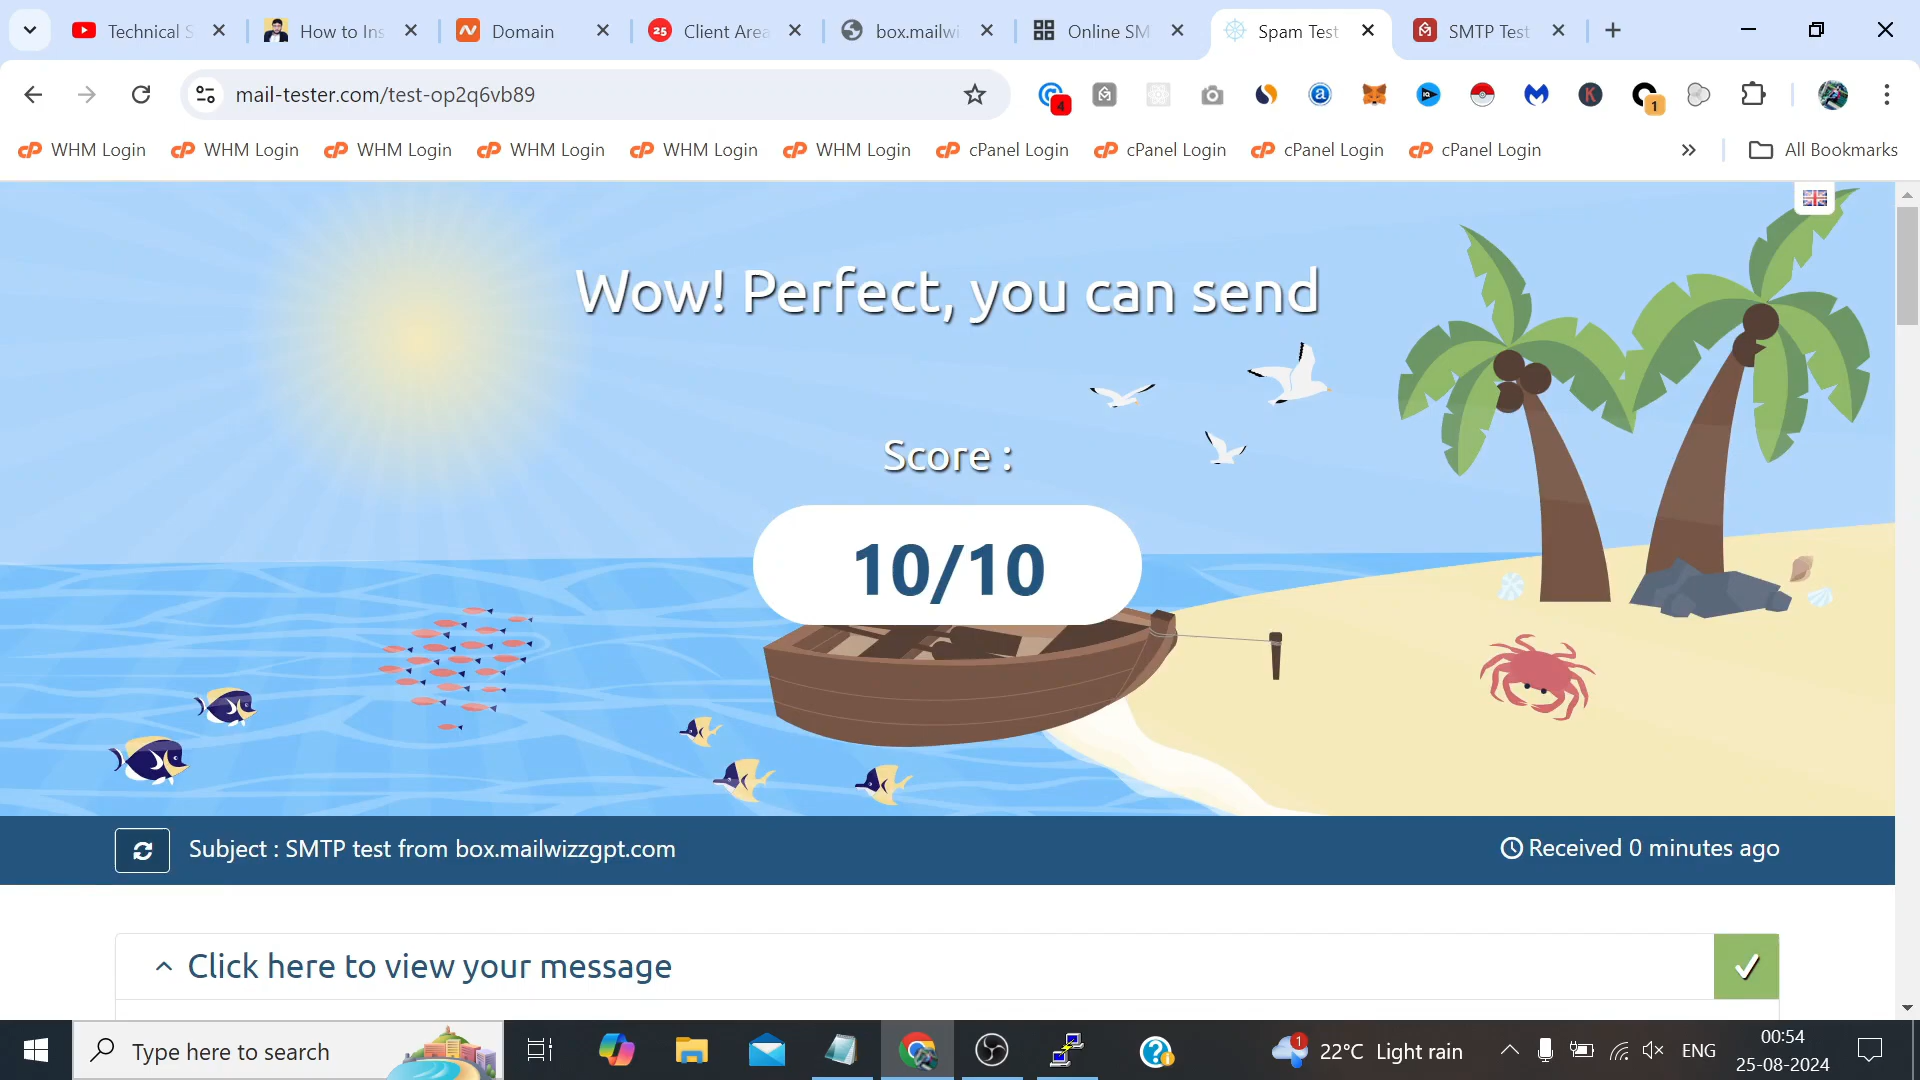 Technical S
How to Ins
Domain
25
Client Area
box.mailwi
Online SM
Spam Test
SMTP Test
mail-tester.com/test-op2q6vb89
4
a
K
1
WHM Login
WHM Login
WHM Login
WHM Login
WHM Login
WHM Login
cPanel Login
cPanel Login
cPanel Login
cPanel Login
All Bookmarks
Wow! Perfect, you can send
Score :
10/10
Subject : SMTP test from box.mailwizzgpt.com
Received 0 minutes ago
Click here to view your message
Type here to search
1
22°C Light rain
ENG
00:54
25-08-2024